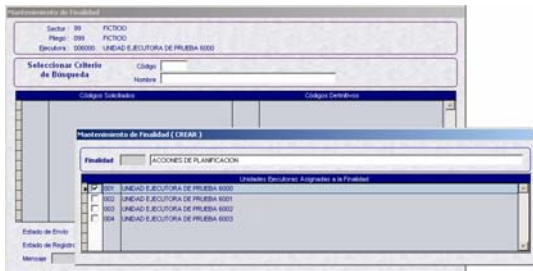 Mantenimiento de Finalidad
Sector : 99 FICTICIO
Pliego : 099 FICTICIO
Ejecutora : 006000 UNIDAD EJECUTORA DE PRUEBA 6000
Seleccionar Criterio de Búsqueda
Código
Nombre
Códigos Solicitados Códigos Definitivos
Mantenimiento de Finalidad ( CREAR )
Finalidad ACCIONES DE PLANIFICACION
Unidades Ejecutoras Asignadas a la Finalidad
001 UNIDAD EJECUTORA DE PRUEBA 6000
002 UNIDAD EJECUTORA DE PRUEBA 6001
003 UNIDAD EJECUTORA DE PRUEBA 6002
004 UNIDAD EJECUTORA DE PRUEBA 6003
Estado de Envío
Estado de Registro
Mensaje